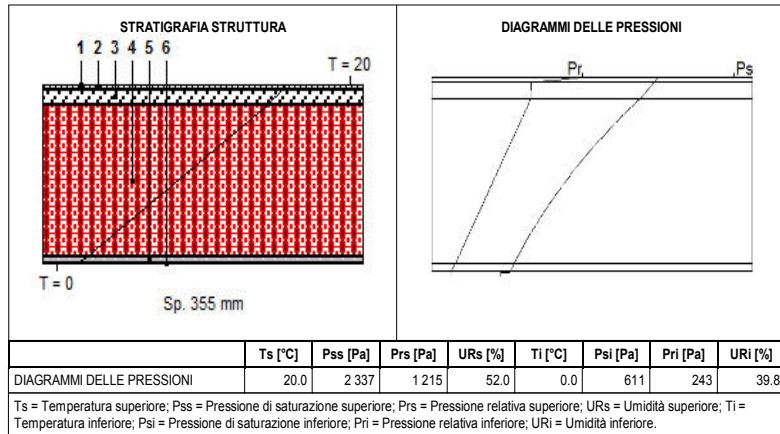 STRATIGRAFIA STRUTTURA
1 2 3 4 5 6
T = 20
T = 0
Sp. 355 mm
DIAGRAMMI DELLE PRESSIONI
Pr
Ps
Ts [°C] Pss [Pa] Prs [Pa] URs [%] Ti [°C] Psi [Pa] Pri [Pa] URi [%]
DIAGRAMMI DELLE PRESSIONI 20.0 2 337 1 215 52.0 0.0 611 243 39.8
Ts = Temperatura superiore; Pss = Pressione di saturazione superiore; Prs = Pressione relativa superiore; URs = Umidità superiore; Ti =
Temperatura inferiore; Psi = Pressione di saturazione inferiore; Pri = Pressione relativa inferiore; URi = Umidità inferiore.